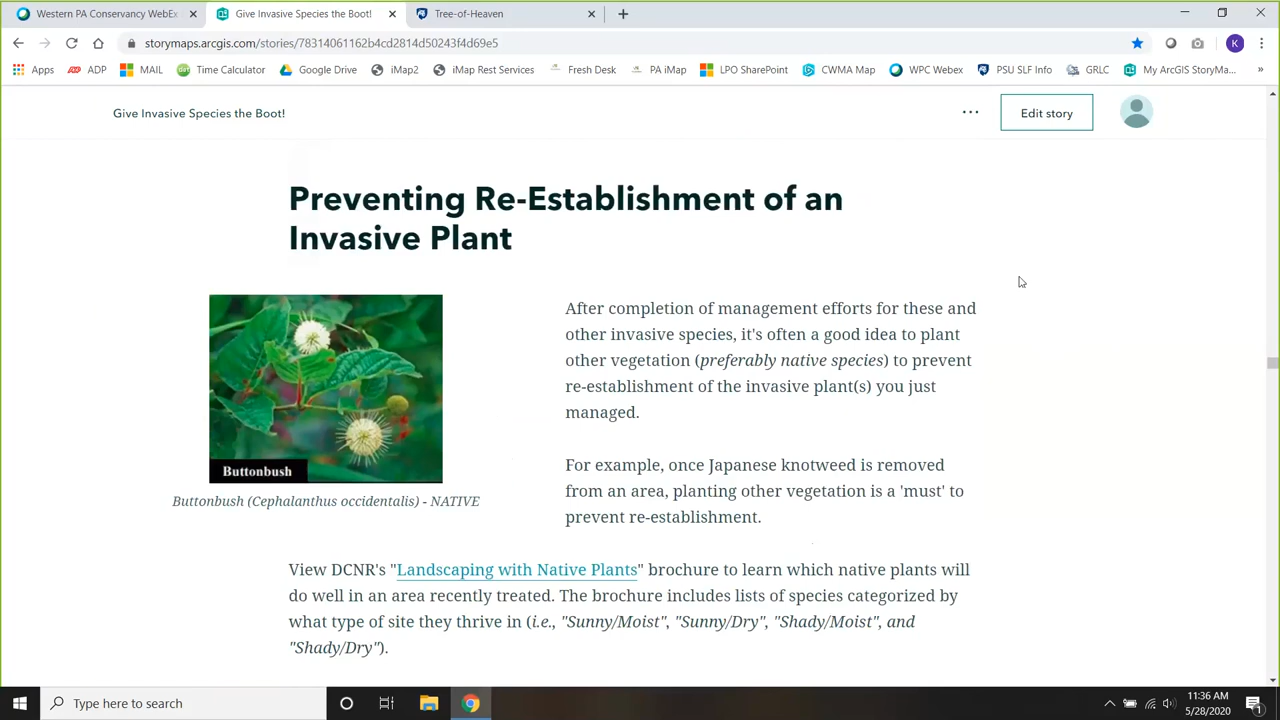 Western PA Conservancy WebEx
Give Invasive Species the Boot!
Tree-of-Heaven
storymaps.arcgis.com/stories/78314061162b4cd2814d50243f4d69e5
K
Apps ADP MAIL Time Calculator Google Drive iMap2 iMap Rest Services Fresh Desk PA iMap LPO SharePoint CWMA Map WPC Webex PSU SLF Info GRLC My ArcGIS StoryMa...
Give Invasive Species the Boot!
Edit story
Preventing Re-Establishment of an
Invasive Plant
Buttonbush
Buttonbush (Cephalanthus occidentalis) - NATIVE
After completion of management efforts for these and
other invasive species, it's often a good idea to plant
other vegetation (preferably native species) to prevent
re-establishment of the invasive plant(s) you just
managed.
For example, once Japanese knotweed is removed
from an area, planting other vegetation is a 'must' to
prevent re-establishment.
View DCNR's "Landscaping with Native Plants" brochure to learn which native plants will
do well in an area recently treated. The brochure includes lists of species categorized by
what type of site they thrive in (i.e., "Sunny/Moist", "Sunny/Dry", "Shady/Moist", and
"Shady/Dry").
Type here to search
11:36 AM
5/28/2020
1